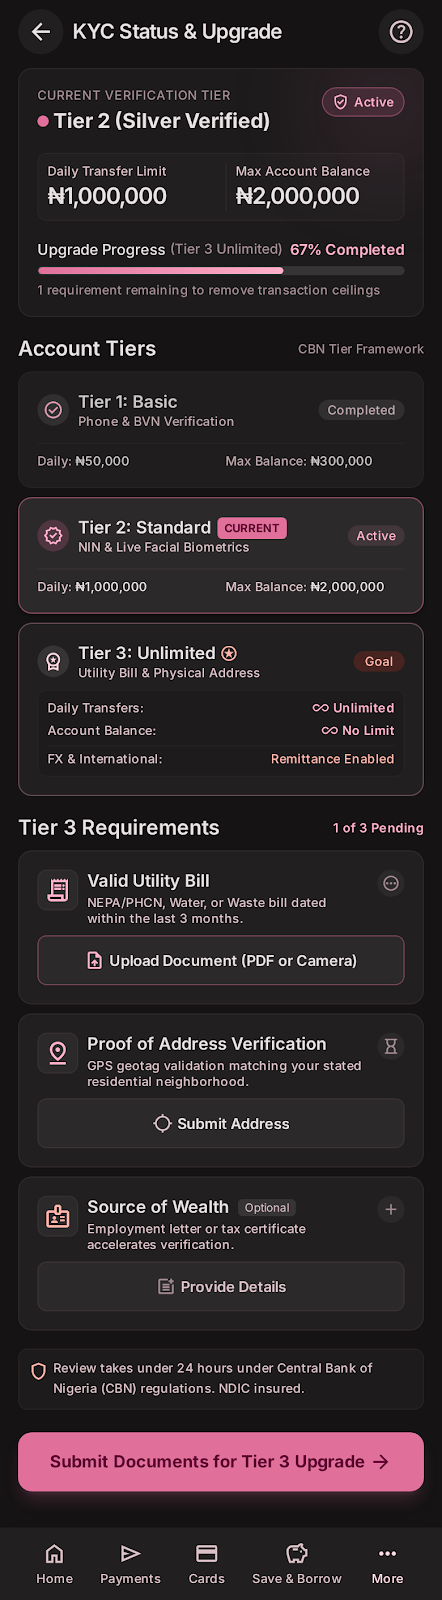 KYC Status & Upgrade
CURRENT VERIFICATION TIER
Tier 2 (Silver Verified)
Active
Daily Transfer Limit
₦1,000,000
Max Account Balance
₦2,000,000
Upgrade Progress (Tier 3 Unlimited) 67% Completed
1 requirement remaining to remove transaction ceilings
Account Tiers
CBN Tier Framework
Tier 1: Basic
Phone & BVN Verification
Completed
Daily: ₦50,000
Max Balance: ₦300,000
Tier 2: Standard CURRENT
NIN & Live Facial Biometrics
Active
Daily: ₦1,000,000
Max Balance: ₦2,000,000
Tier 3: Unlimited
Utility Bill & Physical Address
Goal
Daily Transfers: ∞ Unlimited
Account Balance: ∞ No Limit
FX & International: Remittance Enabled
Tier 3 Requirements
1 of 3 Pending
Valid Utility Bill
NEPA/PHCN, Water, or Waste bill dated
within the last 3 months.
Upload Document (PDF or Camera)
Proof of Address Verification
GPS geotag validation matching your stated
residential neighborhood.
Submit Address
Source of Wealth Optional
Employment letter or tax certificate
accelerates verification.
Provide Details
Review takes under 24 hours under Central Bank of
Nigeria (CBN) regulations. NDIC insured.
Submit Documents for Tier 3 Upgrade →
Home
Payments
Cards
Save & Borrow
More